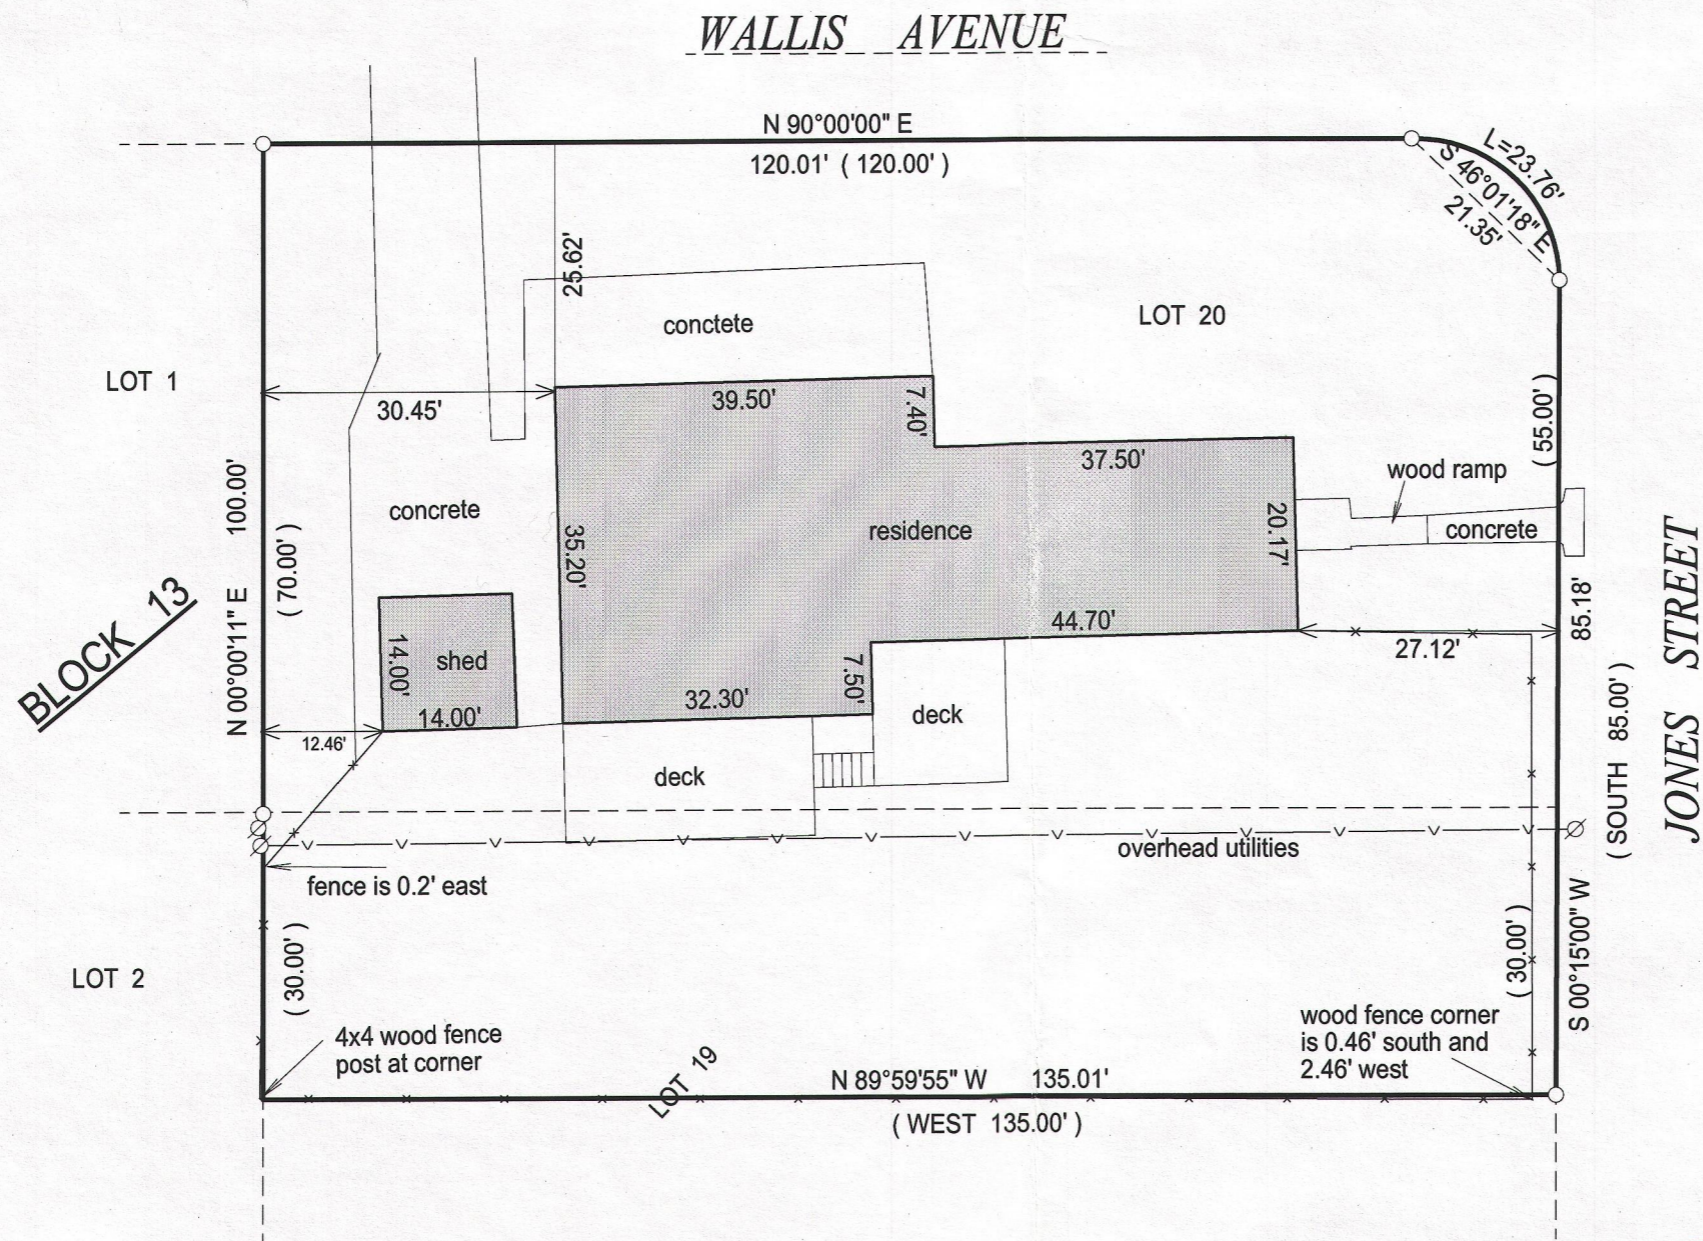 WALLIS AVENUE
N 90°00'00" E
120.01' ( 120.00' )
L=23.76'
S 46°01'18" E
21.35'
25.62'
conctete
LOT 20
LOT 1
30.45'
39.50'
7.40'
37.50'
( 55.00' )
wood ramp
concrete
concrete
residence
35.20'
20.17'
N 00°00'11" E 100.00'
( 70.00' )
BLOCK 13
14.00'
shed
14.00'
12.46'
32.30'
7.50'
44.70'
27.12'
85.18'
( SOUTH 85.00' )
JONES STREET
deck
deck
overhead utilities
fence is 0.2' east
LOT 2
( 30.00' )
( 30.00' )
S 00°15'00" W
4x4 wood fence
post at corner
LOT 19
wood fence corner
is 0.46' south and
2.46' west
N 89°59'55" W 135.01'
( WEST 135.00' )